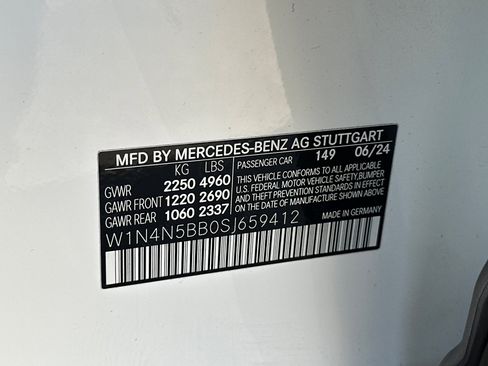 MFD BY MERCEDES-BENZ AG STUTTGART
KG LBS PASSENGER CAR 149 06/24
GVWR 2250 4960
GAWR FRONT 1220 2690
GAWR REAR 1060 2337
THIS VEHICLE CONFORMS TO ALL APPLICABLE
U.S. FEDERAL MOTOR VEHICLE SAFETY,BUMPER
AND THEFT PREVENTION STANDARDS IN EFFECT
ON THE DATE OF MANUFACTURE SHOWN ABOVE.
W1N4N5BB0SJ659412 MADE IN GERMANY